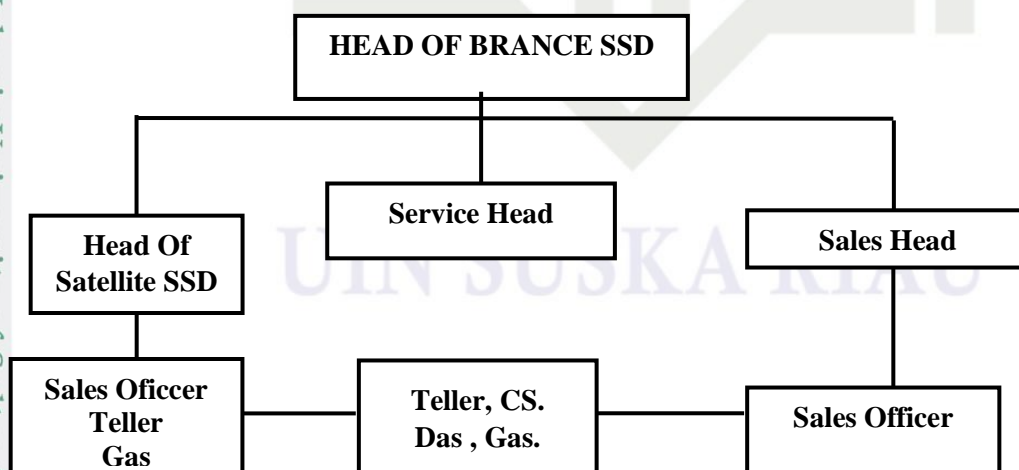 HEAD OF BRANCE SSD
Service Head
Head Of
Satellite SSD
Sales Head
Sales Oficcer
Teller
Gas
Teller, CS.
Das , Gas.
Sales Officer
UIN SUSKA RIAU